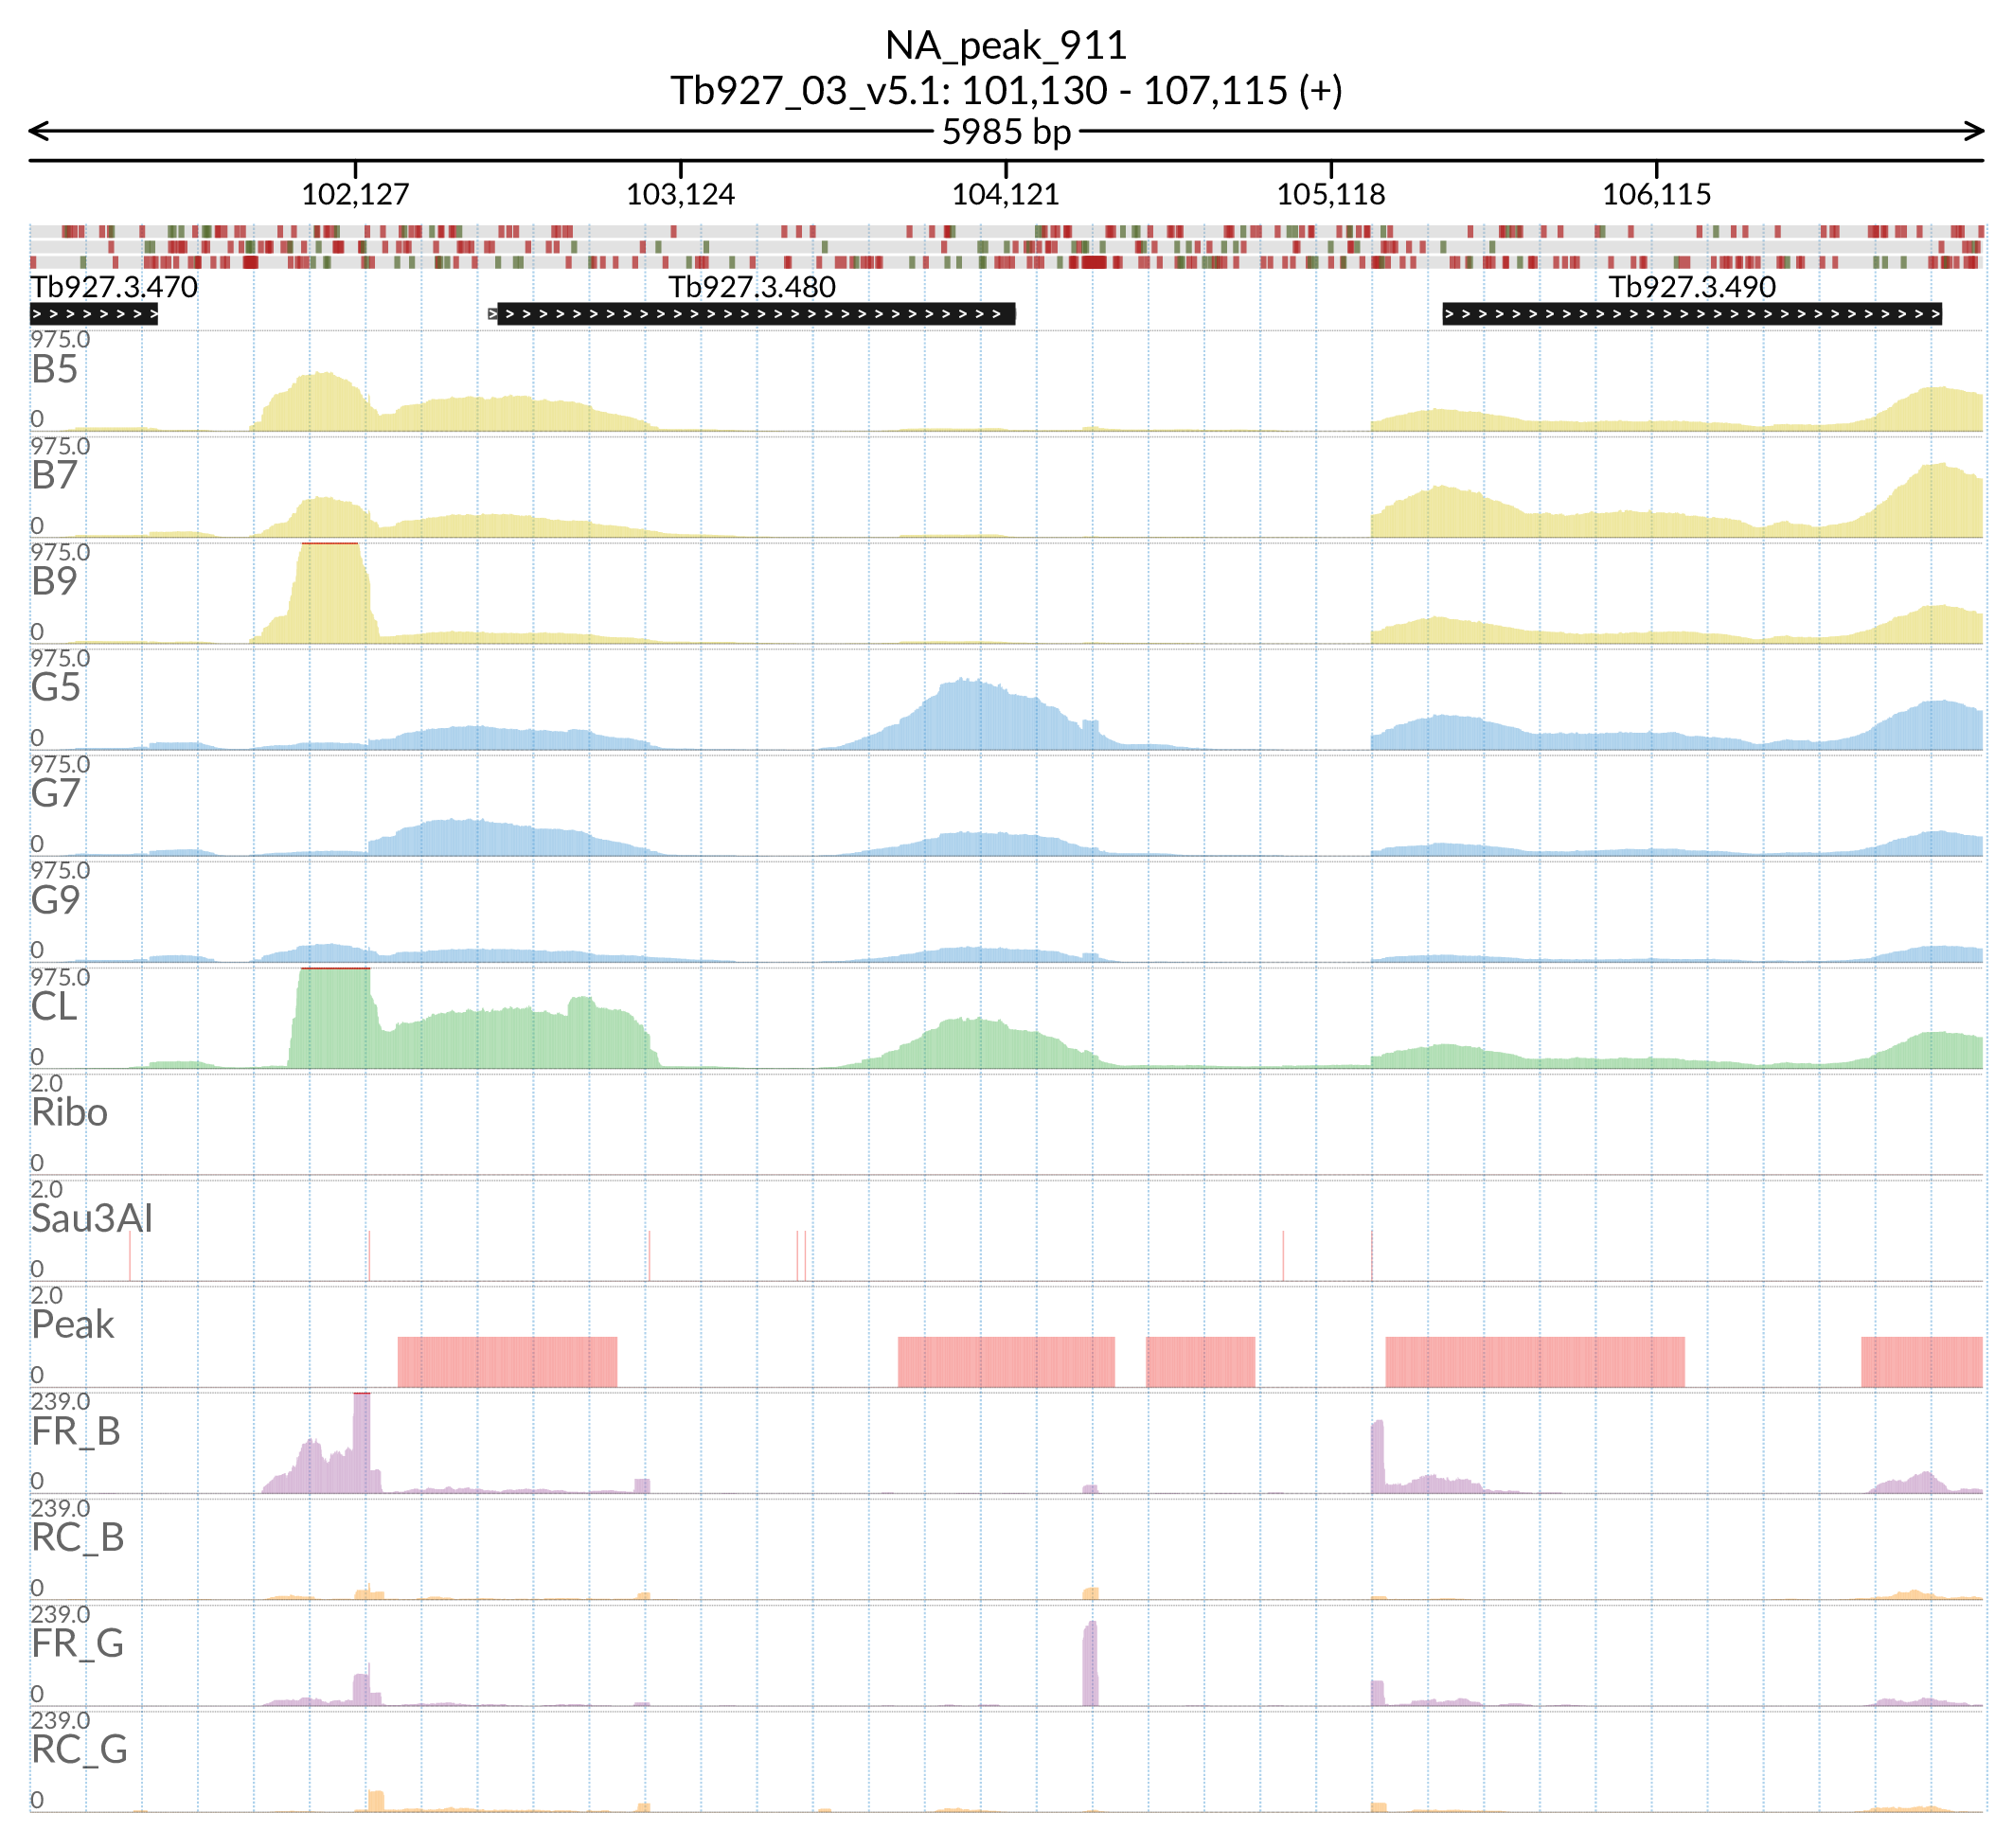 NA_peak_911
Tb927_03_v5.1: 101,130 - 107,115 (+)
5985 bp
102,127 103,124 104,121 105,118 106,115
Tb927.3.470 Tb927.3.480 Tb927.3.490
975.0
B5
0
975.0
B7
0
975.0
B9
0
975.0
G5
0
975.0
G7
0
975.0
G9
0
975.0
CL
0
2.0
Ribo
0
2.0
Sau3AI
0
2.0
Peak
0
239.0
FR_B
0
239.0
RC_B
0
239.0
FR_G
0
239.0
RC_G
0